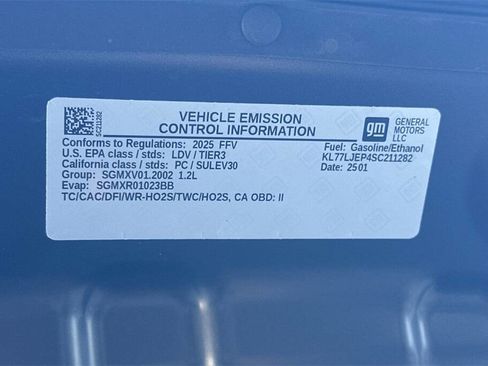 SC211282
VEHICLE EMISSION
CONTROL INFORMATION
gm
GENERAL
MOTORS
LLC
Conforms to Regulations: 2025 FFV
U.S. EPA class / stds: LDV / TIER3
California class / stds: PC / SULEV30
Group: SGMXV01.2002 1.2L
Evap: SGMXR01023BB
TC/CAC/DFI/WR-HO2S/TWC/HO2S, CA OBD: II
Fuel: Gasoline/Ethanol
KL77LJEP4SC211282
Date: 2501